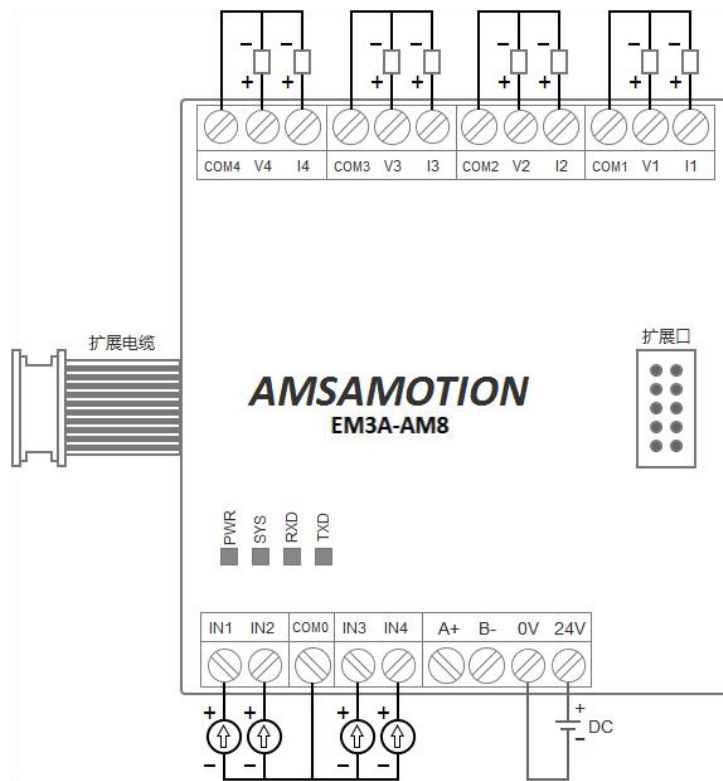 - - - - - - - -
+ + + + + + + +
COM4 V4 I4 COM3 V3 I3 COM2 V2 I2 COM1 V1 I1
扩展电缆
扩展口
AMSAMOTION
EM3A-AM8
PWR SYS RXD TXD
IN1 IN2 COM0 IN3 IN4 A+ B- 0V 24V
+ + + + +
DC
- - - - -